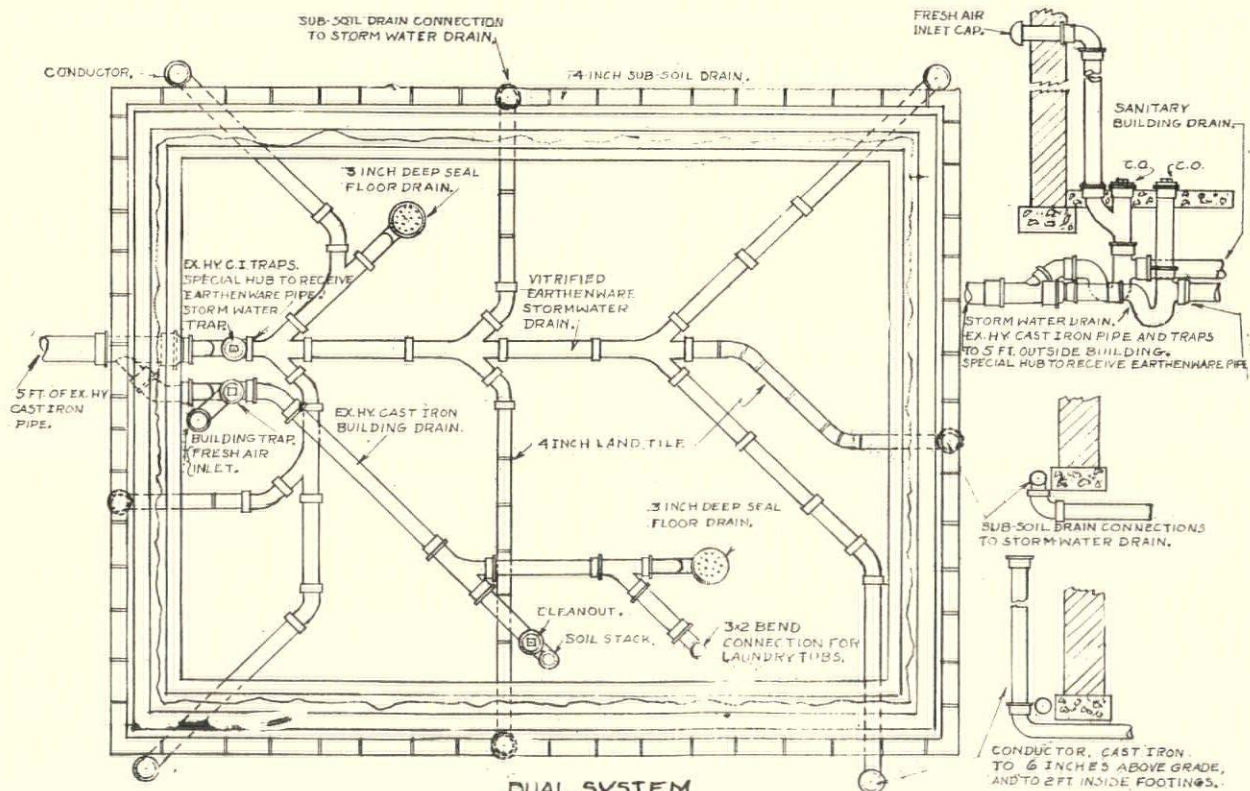 SUB-SOIL DRAIN CONNECTION
TO STORM WATER DRAIN.
CONDUCTOR.
4-INCH SUB-SOIL DRAIN.
3 INCH DEEP SEAL
FLOOR DRAIN.
EX. HY. C.I. TRAPS.
SPECIAL HUB TO RECEIVE
EARTHENWARE PIPE.
STORM WATER
TRAP.
VITRIFIED
EARTHENWARE
STORMWATER
DRAIN.
5 FT. OF EX. HY
CAST IRON
PIPE.
BUILDING TRAP.
FRESH AIR
INLET.
EX. HY. CAST IRON
BUILDING DRAIN.
4 INCH LAND TILE
3 INCH DEEP SEAL
FLOOR DRAIN.
CLEANOUT.
SOIL STACK.
3x2 BEND
CONNECTION FOR
LAUNDRY TUBS.
DUAL SYSTEM
FRESH AIR
INLET CAP.
SANITARY
BUILDING DRAIN.
C.O. C.O.
STORM WATER DRAIN.
EX. HY. CAST IRON PIPE AND TRAPS
TO 5 FT. OUTSIDE BUILDING.
SPECIAL HUB TO RECEIVE EARTHENWARE PIPE
SUB-SOIL DRAIN CONNECTIONS
TO STORM-WATER DRAIN.
CONDUCTOR, CAST IRON
TO 6 INCHES ABOVE GRADE,
AND TO 2 FT. INSIDE FOOTINGS.